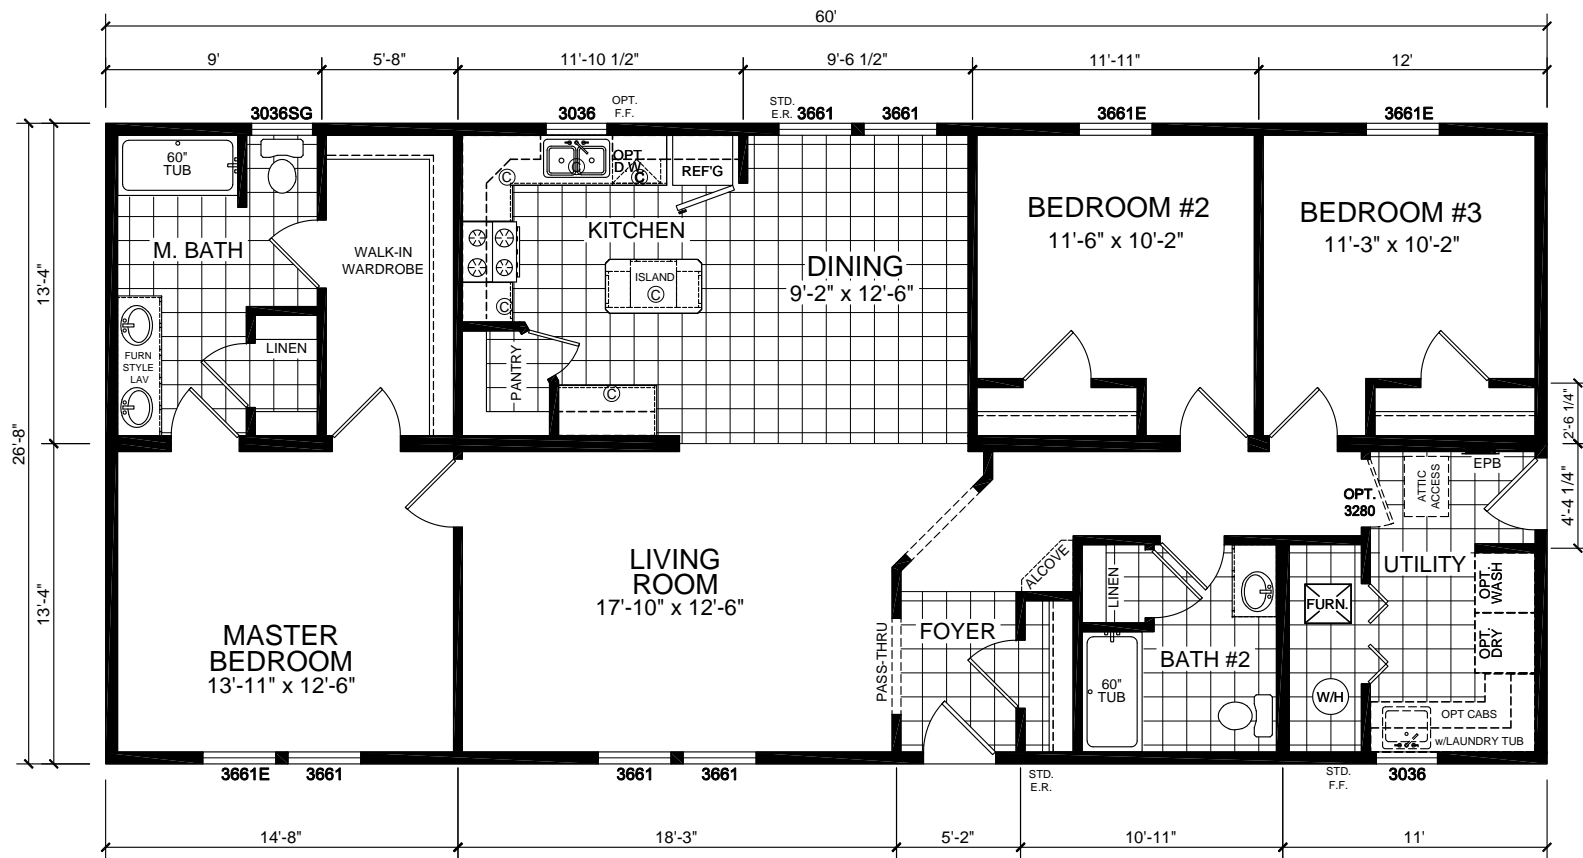 60'
9'
5'-8"
11'-10 1/2"
9'-6 1/2"
11'-11"
12'
3036SG
3036
OPT.
F.F.
STD.
E.R.
3661
3661
3661E
3661E
60"
TUB
OPT
D.W
C
C
C
REF'G
M. BATH
WALK-IN
WARDROBE
KITCHEN
ISLAND
C
C
DINING
9'-2" x 12'-6"
BEDROOM #2
11'-6" x 10'-2"
BEDROOM #3
11'-3" x 10'-2"
13'-4"
26'-8"
13'-4"
LINEN
FURN
STYLE
LAV
PANTRY
C
2'-6 1/4"
4'-4 1/4"
EPB
ATTIC
ACCESS
OPT.
3280
LIVING
ROOM
17'-10" x 12'-6"
ALCOVE
LINEN
UTILITY
OPT.
WASH
FURN.
MASTER
BEDROOM
13'-11" x 12'-6"
PASS-THRU
FOYER
BATH #2
OPT.
DRY
60"
TUB
W/H
OPT CABS
w/LAUNDRY TUB
3661E
3661
3661
3661
STD.
E.R.
STD.
F.F.
3036
14'-8"
18'-3"
5'-2"
10'-11"
11'